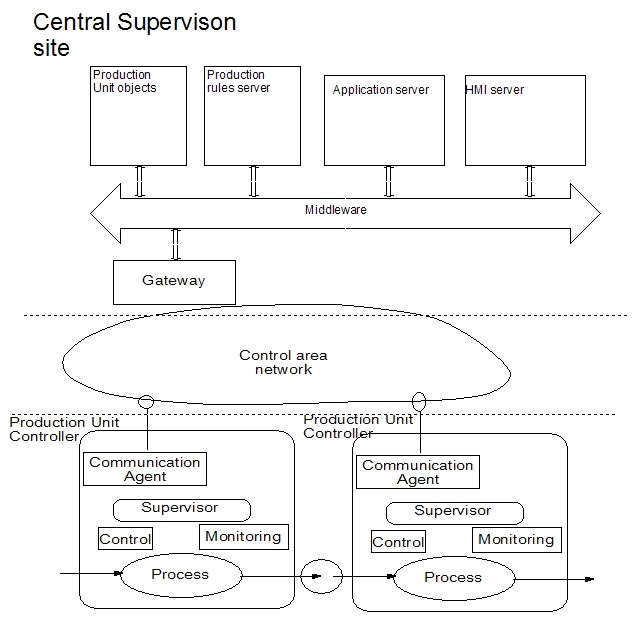 Central Supervison
site
Production
Unit objects
Production
rules server
Application server
HMI server
Middleware
Gateway
Control area
network
Production Unit
Controller
Production Unit
Controller
Communication
Agent
Supervisor
Control
Monitoring
Process
Communication
Agent
Supervisor
Control
Monitoring
Process